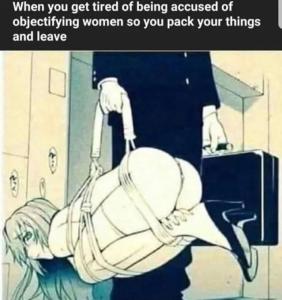 When you get tired of being accused of
objectifying women so you pack your things
and leave